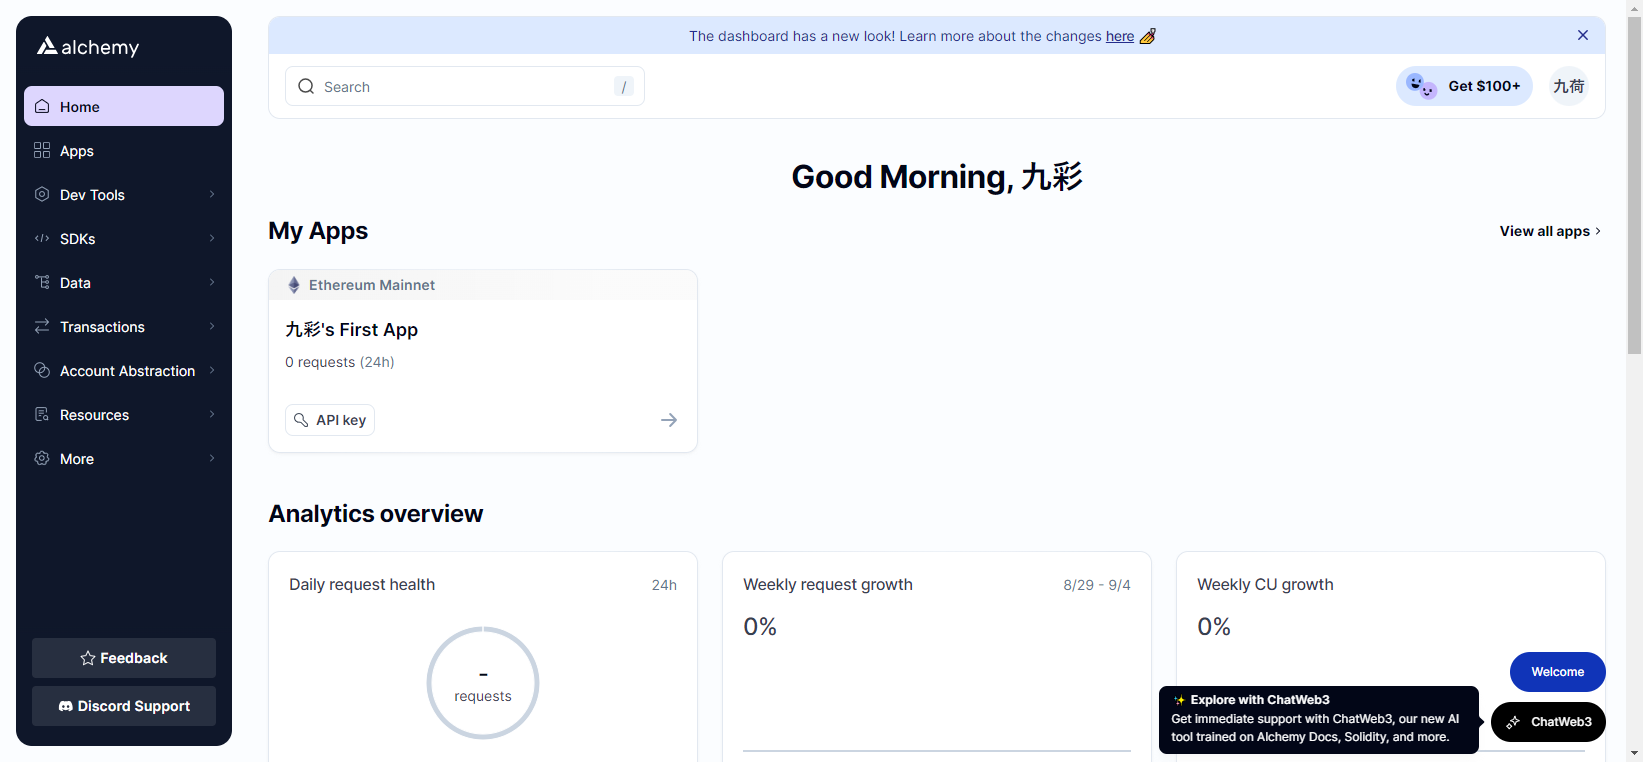 alchemy
Home
Apps
Dev Tools
SDKs
Data
Transactions
Account Abstraction
Resources
More
Feedback
Discord Support
The dashboard has a new look! Learn more about the changes here
Search /
Get $100+
九荷
Good Morning, 九彩
My Apps
View all apps
Ethereum Mainnet
九彩's First App
0 requests (24h)
API key
Analytics overview
Daily request health 24h
-
requests
Weekly request growth 8/29 - 9/4
0%
Weekly CU growth
0%
Welcome
Explore with ChatWeb3
Get immediate support with ChatWeb3, our new AI
tool trained on Alchemy Docs, Solidity, and more.
ChatWeb3